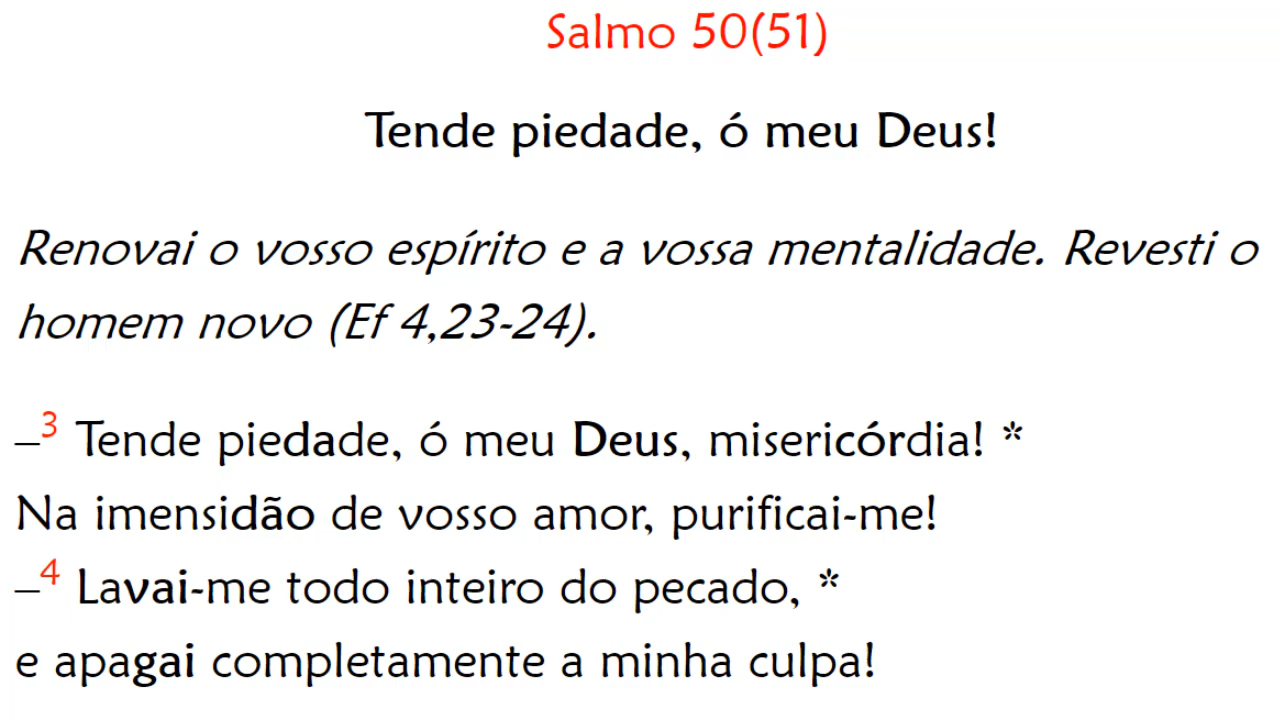 Salmo 50(51)
Tende piedade, ó meu Deus!
Renovai o vosso espírito e a vossa mentalidade. Revesti o
homem novo (Ef 4,23-24).
–3 Tende piedade, ó meu Deus, misericórdia! *
Na imensidão de vosso amor, purificai-me!
–4 Lavai-me todo inteiro do pecado, *
e apagai completamente a minha culpa!